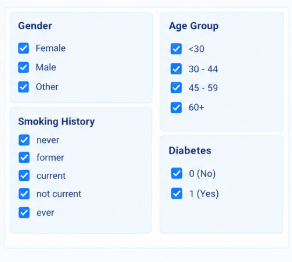 Gender
Female
Male
Other
Smoking History
never
former
current
not current
ever
Age Group
<30
30 - 44
45 - 59
60+
Diabetes
0 (No)
1 (Yes)